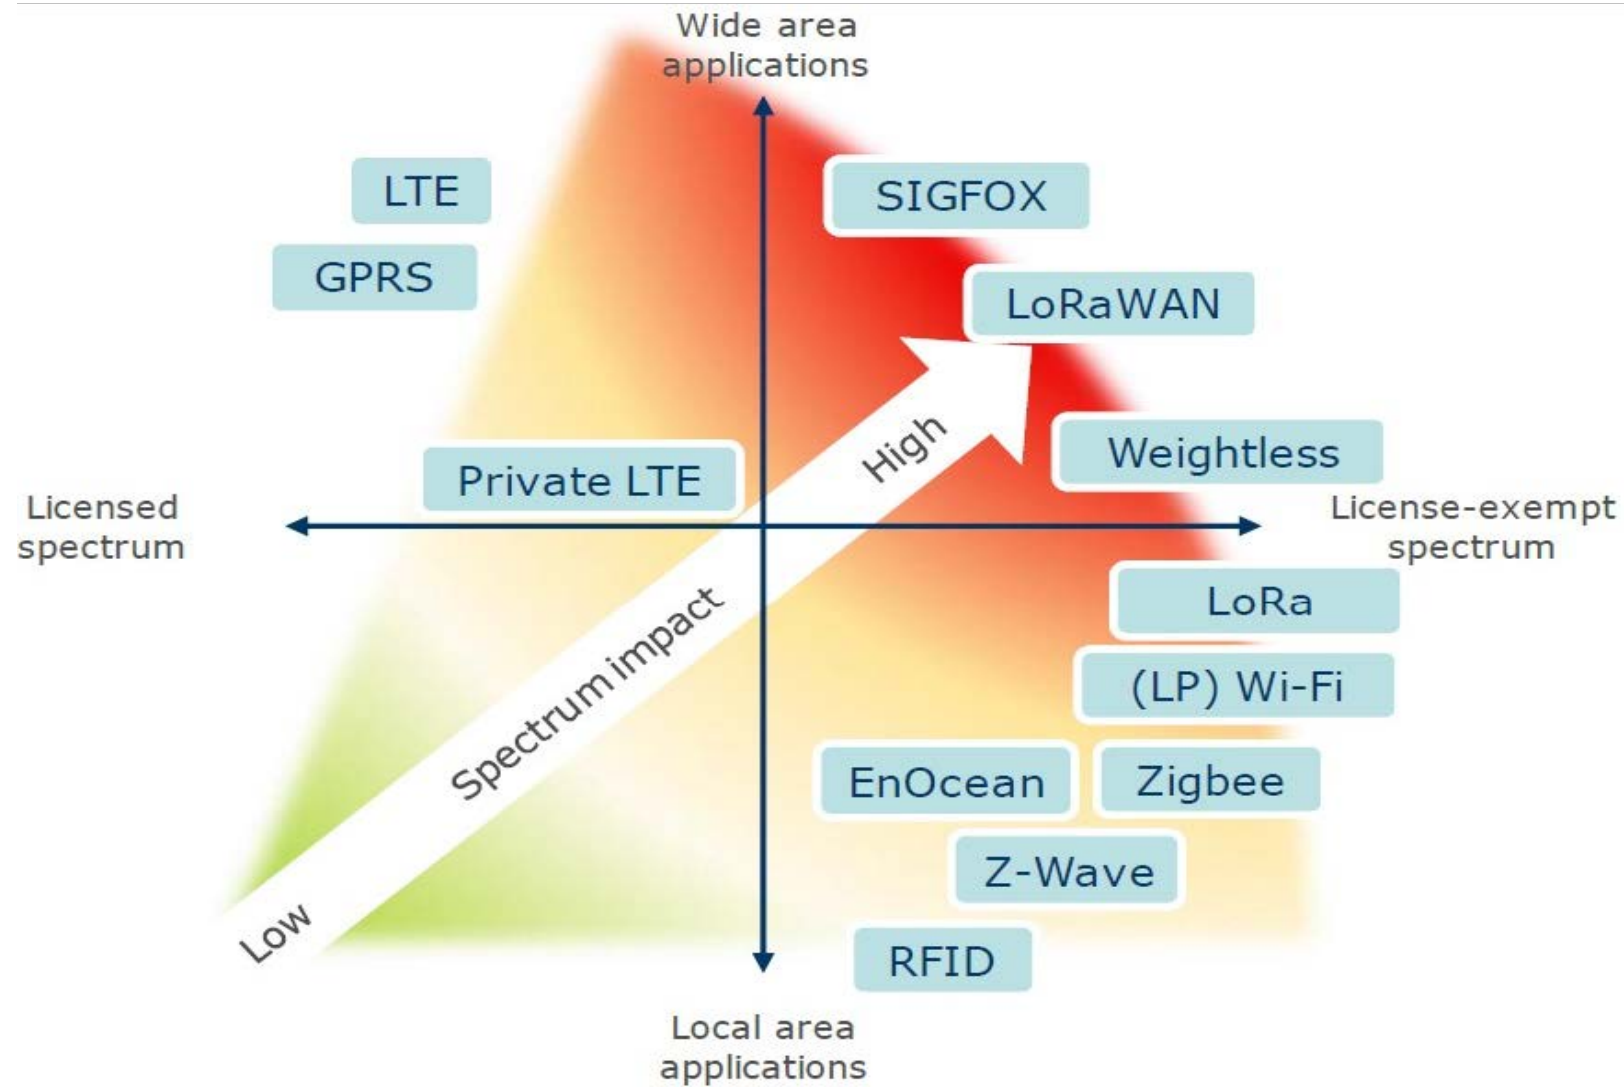 Wide area
applications
LTE
SIGFOX
GPRS
LoRaWAN
High
Weightless
Private LTE
Licensed
spectrum
License-exempt
spectrum
LoRa
Spectrum impact
(LP) Wi-Fi
EnOcean
Zigbee
Z-Wave
Low
RFID
Local area
applications